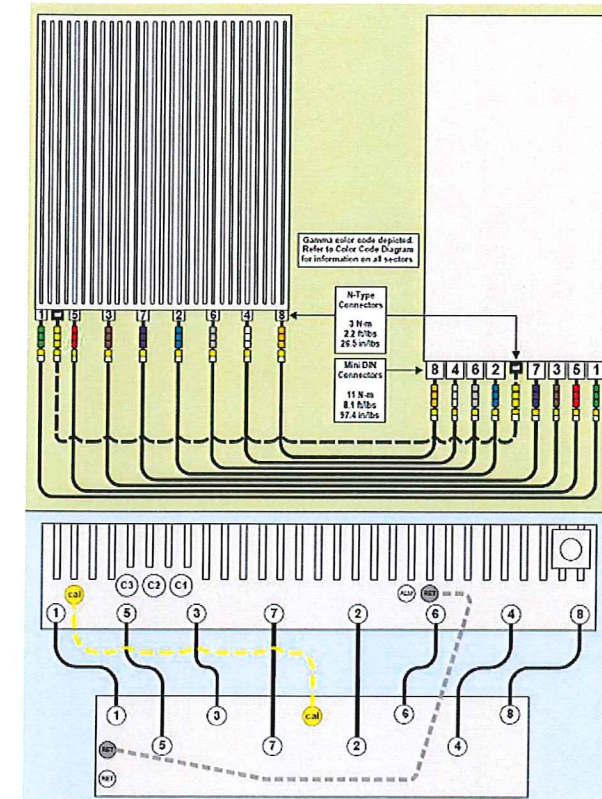 Gamma color code depicted.
Refer to Color Code Diagram
for information on all sectors
1 5 3 7 2 6 4 8
N-Type
Connectors
3 N-m
2.2 ft/lbs
26.5 in/lbs
Mini DIN
Connectors
11 N-m
8.1 ft/lbs
97.4 in/lbs
8 4 6 2 7 3 5 1
C3 C2 C1
cal ALM RET
1 5 3 7 2 6 4 8
1 5 3 7 cal 2 6 4 8
RET
RET